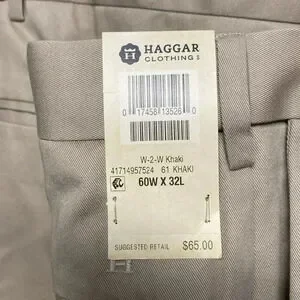 HAGGAR
CLOTHING
H
0 17458 13526 0
W-2-W Khaki
41714957524 61 KHAKI
60W X 32L
SUGGESTED RETAIL $65.00
H